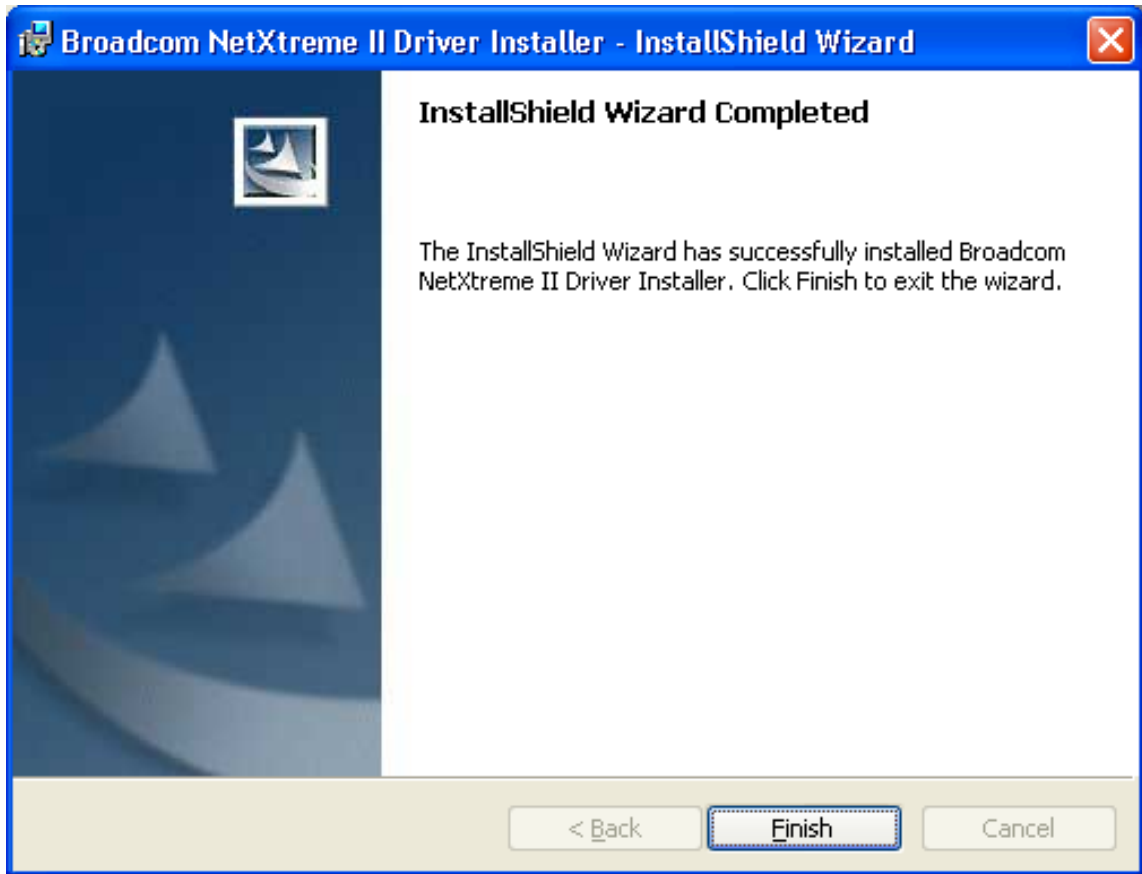 Broadcom NetXtreme II Driver Installer - InstallShield Wizard
InstallShield Wizard Completed
The InstallShield Wizard has successfully installed Broadcom
NetXtreme II Driver Installer. Click Finish to exit the wizard.
< Back
Finish
Cancel